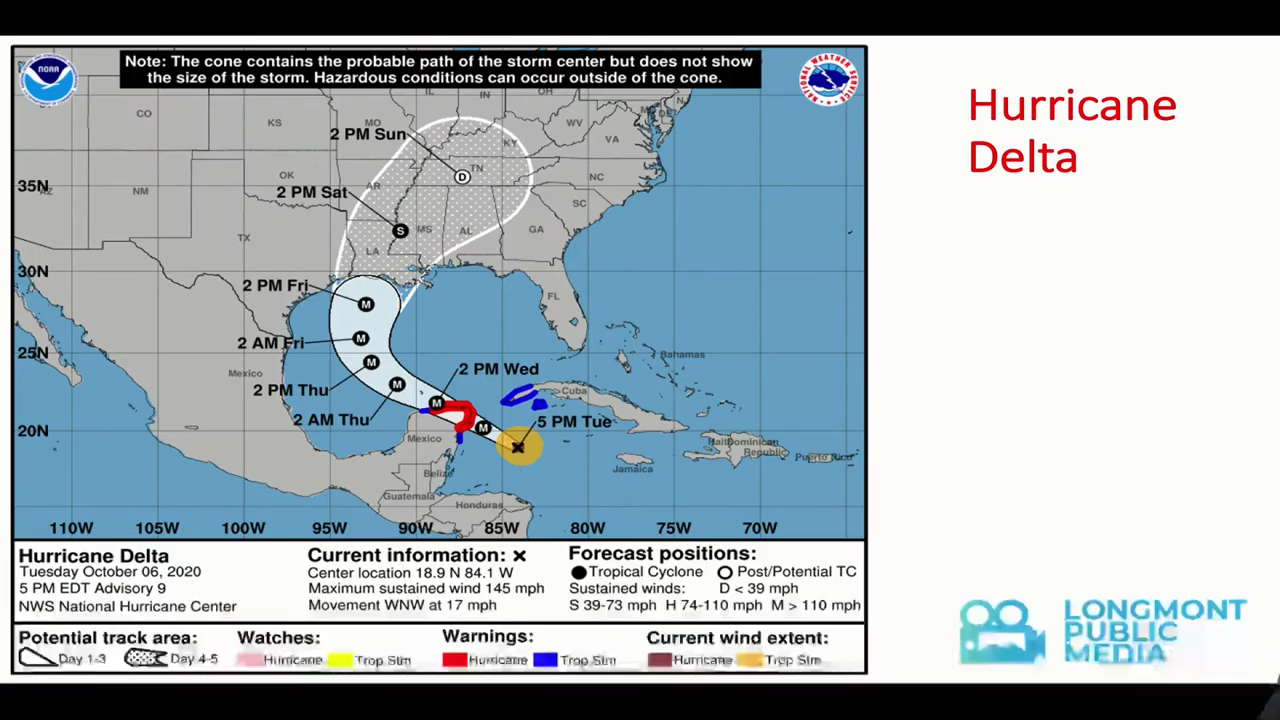 Note: The cone contains the probable path of the storm center but does not show
the size of the storm. Hazardous conditions can occur outside of the cone.
NOAA
NATIONAL WEATHER SERVICE
Hurricane
Delta
IL
IN
OH
CO
KS
MO
WV
VA
MD
DE
2 PM Sun
KY
D
TN
NC
OK
35N
AZ
NM
2 PM Sat
AR
SC
S
MS
AL
GA
TX
LA
30N
2 PM Fri
M
FL
2 AM Fri
M
25N
Mexico
M
Bahamas
2 PM Wed
2 PM Thu
M
Cuba
M
2 AM Thu
5 PM Tue
20N
M
Mexico
Haiti
Dominican
Republic
Puerto Rico
Jamaica
Belize
Guatemala
Honduras
110W 105W 100W 95W 90W 85W 80W 75W 70W
Hurricane Delta
Tuesday October 06, 2020
5 PM EDT Advisory 9
NWS National Hurricane Center
Current information: ×
Center location 18.9 N 84.1 W
Maximum sustained wind 145 mph
Movement WNW at 17 mph
Forecast positions:
Tropical Cyclone Post/Potential TC
Sustained winds: D < 39 mph
S 39-73 mph H 74-110 mph M > 110 mph
Potential track area:
Day 1-3 Day 4-5
Watches:
Hurricane Trop Stm
Warnings:
Hurricane Trop Stm
Current wind extent:
Hurricane Trop Stm
LONGMONT
PUBLIC
MEDIA